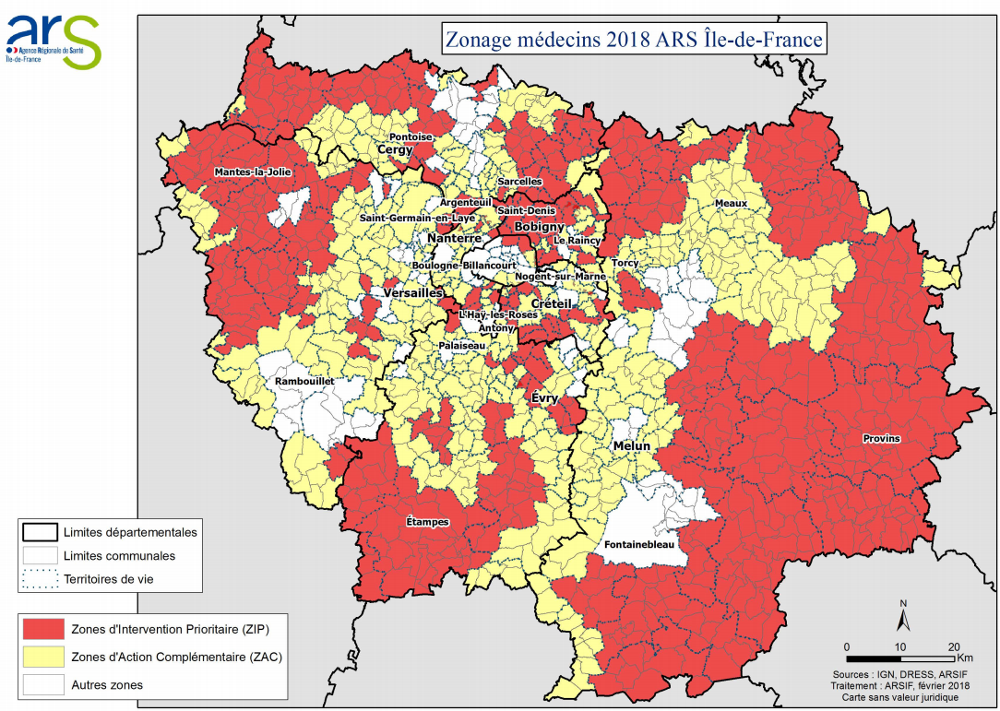 ars
Agence Régionale de Santé
Île-de-France
Zonage médecins 2018 ARS Île-de-France
Pontoise
Cergy
Mantes-la-Jolie
Sarcelles
Argenteuil
Meaux
Saint-Denis
Saint-Germain-en-Laye
Bobigny
Nanterre
Le Raincy
Boulogne-Billancourt
Torcy
Nogent-sur-Marne
Versailles
Créteil
L'Haÿ-les-Roses
Antony
Palaiseau
Rambouillet
Évry
Provins
Melun
Étampes
Fontainebleau
Limites départementales
Limites communales
Territoires de vie
Zones d'Intervention Prioritaire (ZIP)
Zones d'Action Complémentaire (ZAC)
Autres zones
N
0 10 20
Km
Sources : IGN, DRESS, ARSIF
Traitement : ARSIF, février 2018
Carte sans valeur juridique